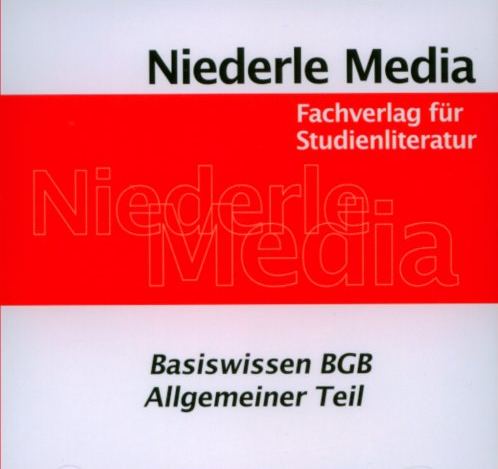 Niederle Media
Fachverlag für
Studienliteratur
Niederle
Media
Basiswissen BGB
Allgemeiner Teil